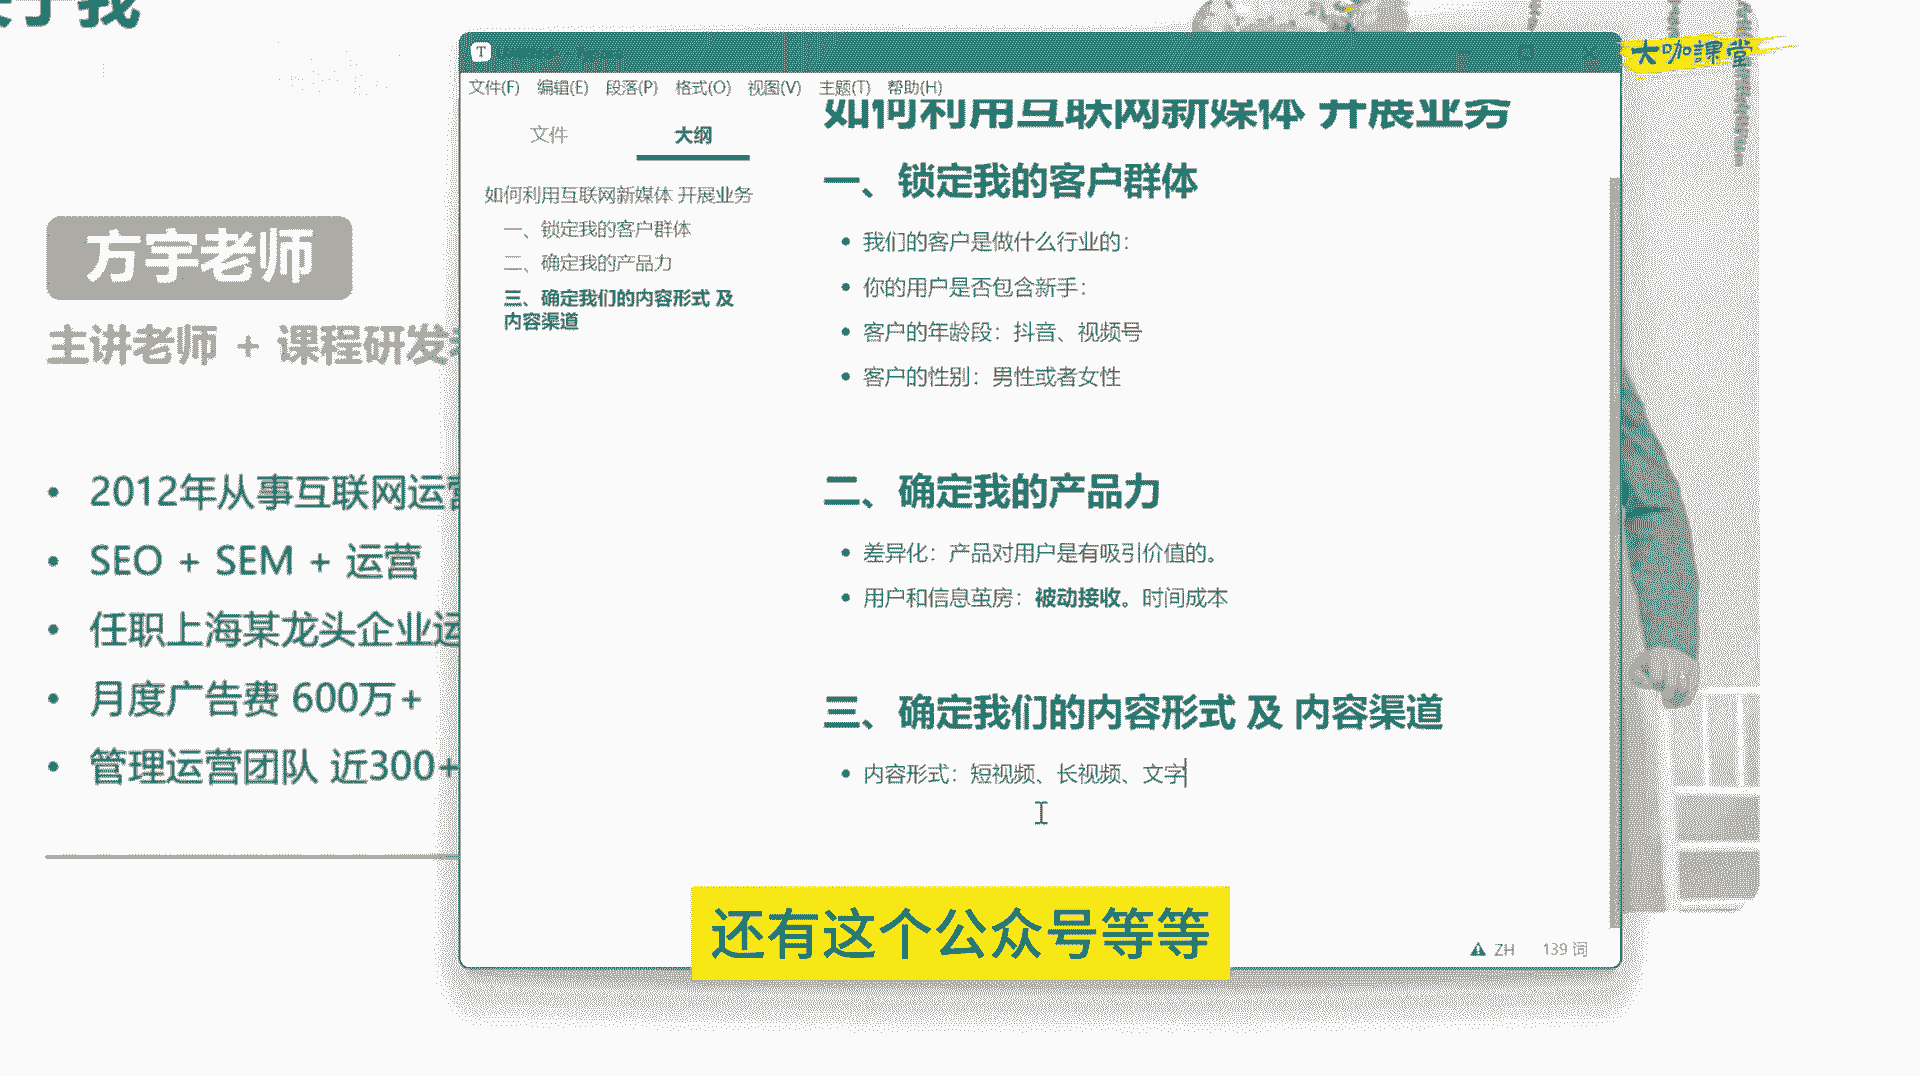 关于我
大咖課堂
方宇老师
主讲老师 + 课程研发
2012年从事互联网运营
SEO + SEM + 运营
任职上海某龙头企业运
月度广告费 600万+
管理运营团队 近300+
文件(F) 编辑(E) 段落(P) 格式(O) 视图(V) 主题(T) 帮助(H)
文件 大纲
如何利用互联网新媒体 开展业务
一、锁定我的客户群体
二、确定我的产品力
三、确定我们的内容形式 及
内容渠道
如何利用互联网新媒体 开展业务
一、锁定我的客户群体
我们的客户是做什么行业的：
你的用户是否包含新手：
客户的年龄段：抖音、视频号
客户的性别：男性或者女性
二、确定我的产品力
差异化：产品对用户是有吸引价值的。
用户和信息茧房：被动接收。时间成本
三、确定我们的内容形式 及 内容渠道
内容形式：短视频、长视频、文字
ZH 139 词
还有这个公众号等等